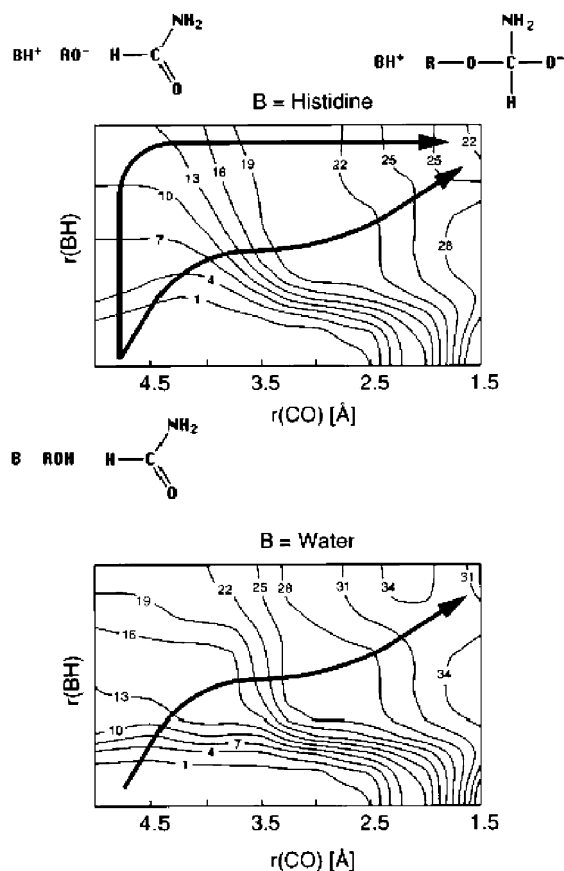 NH2
BH+ RO- H C
O
NH2
BH+ R O C O-
H
B = Histidine
22
19
16
13
10
7
4
1
22
25
25
28
r(BH)
4.5 3.5 2.5 1.5
r(CO) [Å]
NH2
B ROH H C
O
B = Water
22 25 28 31 34 31
19
16
13
10
7
4
1
34
r(BH)
4.5 3.5 2.5 1.5
r(CO) [Å]